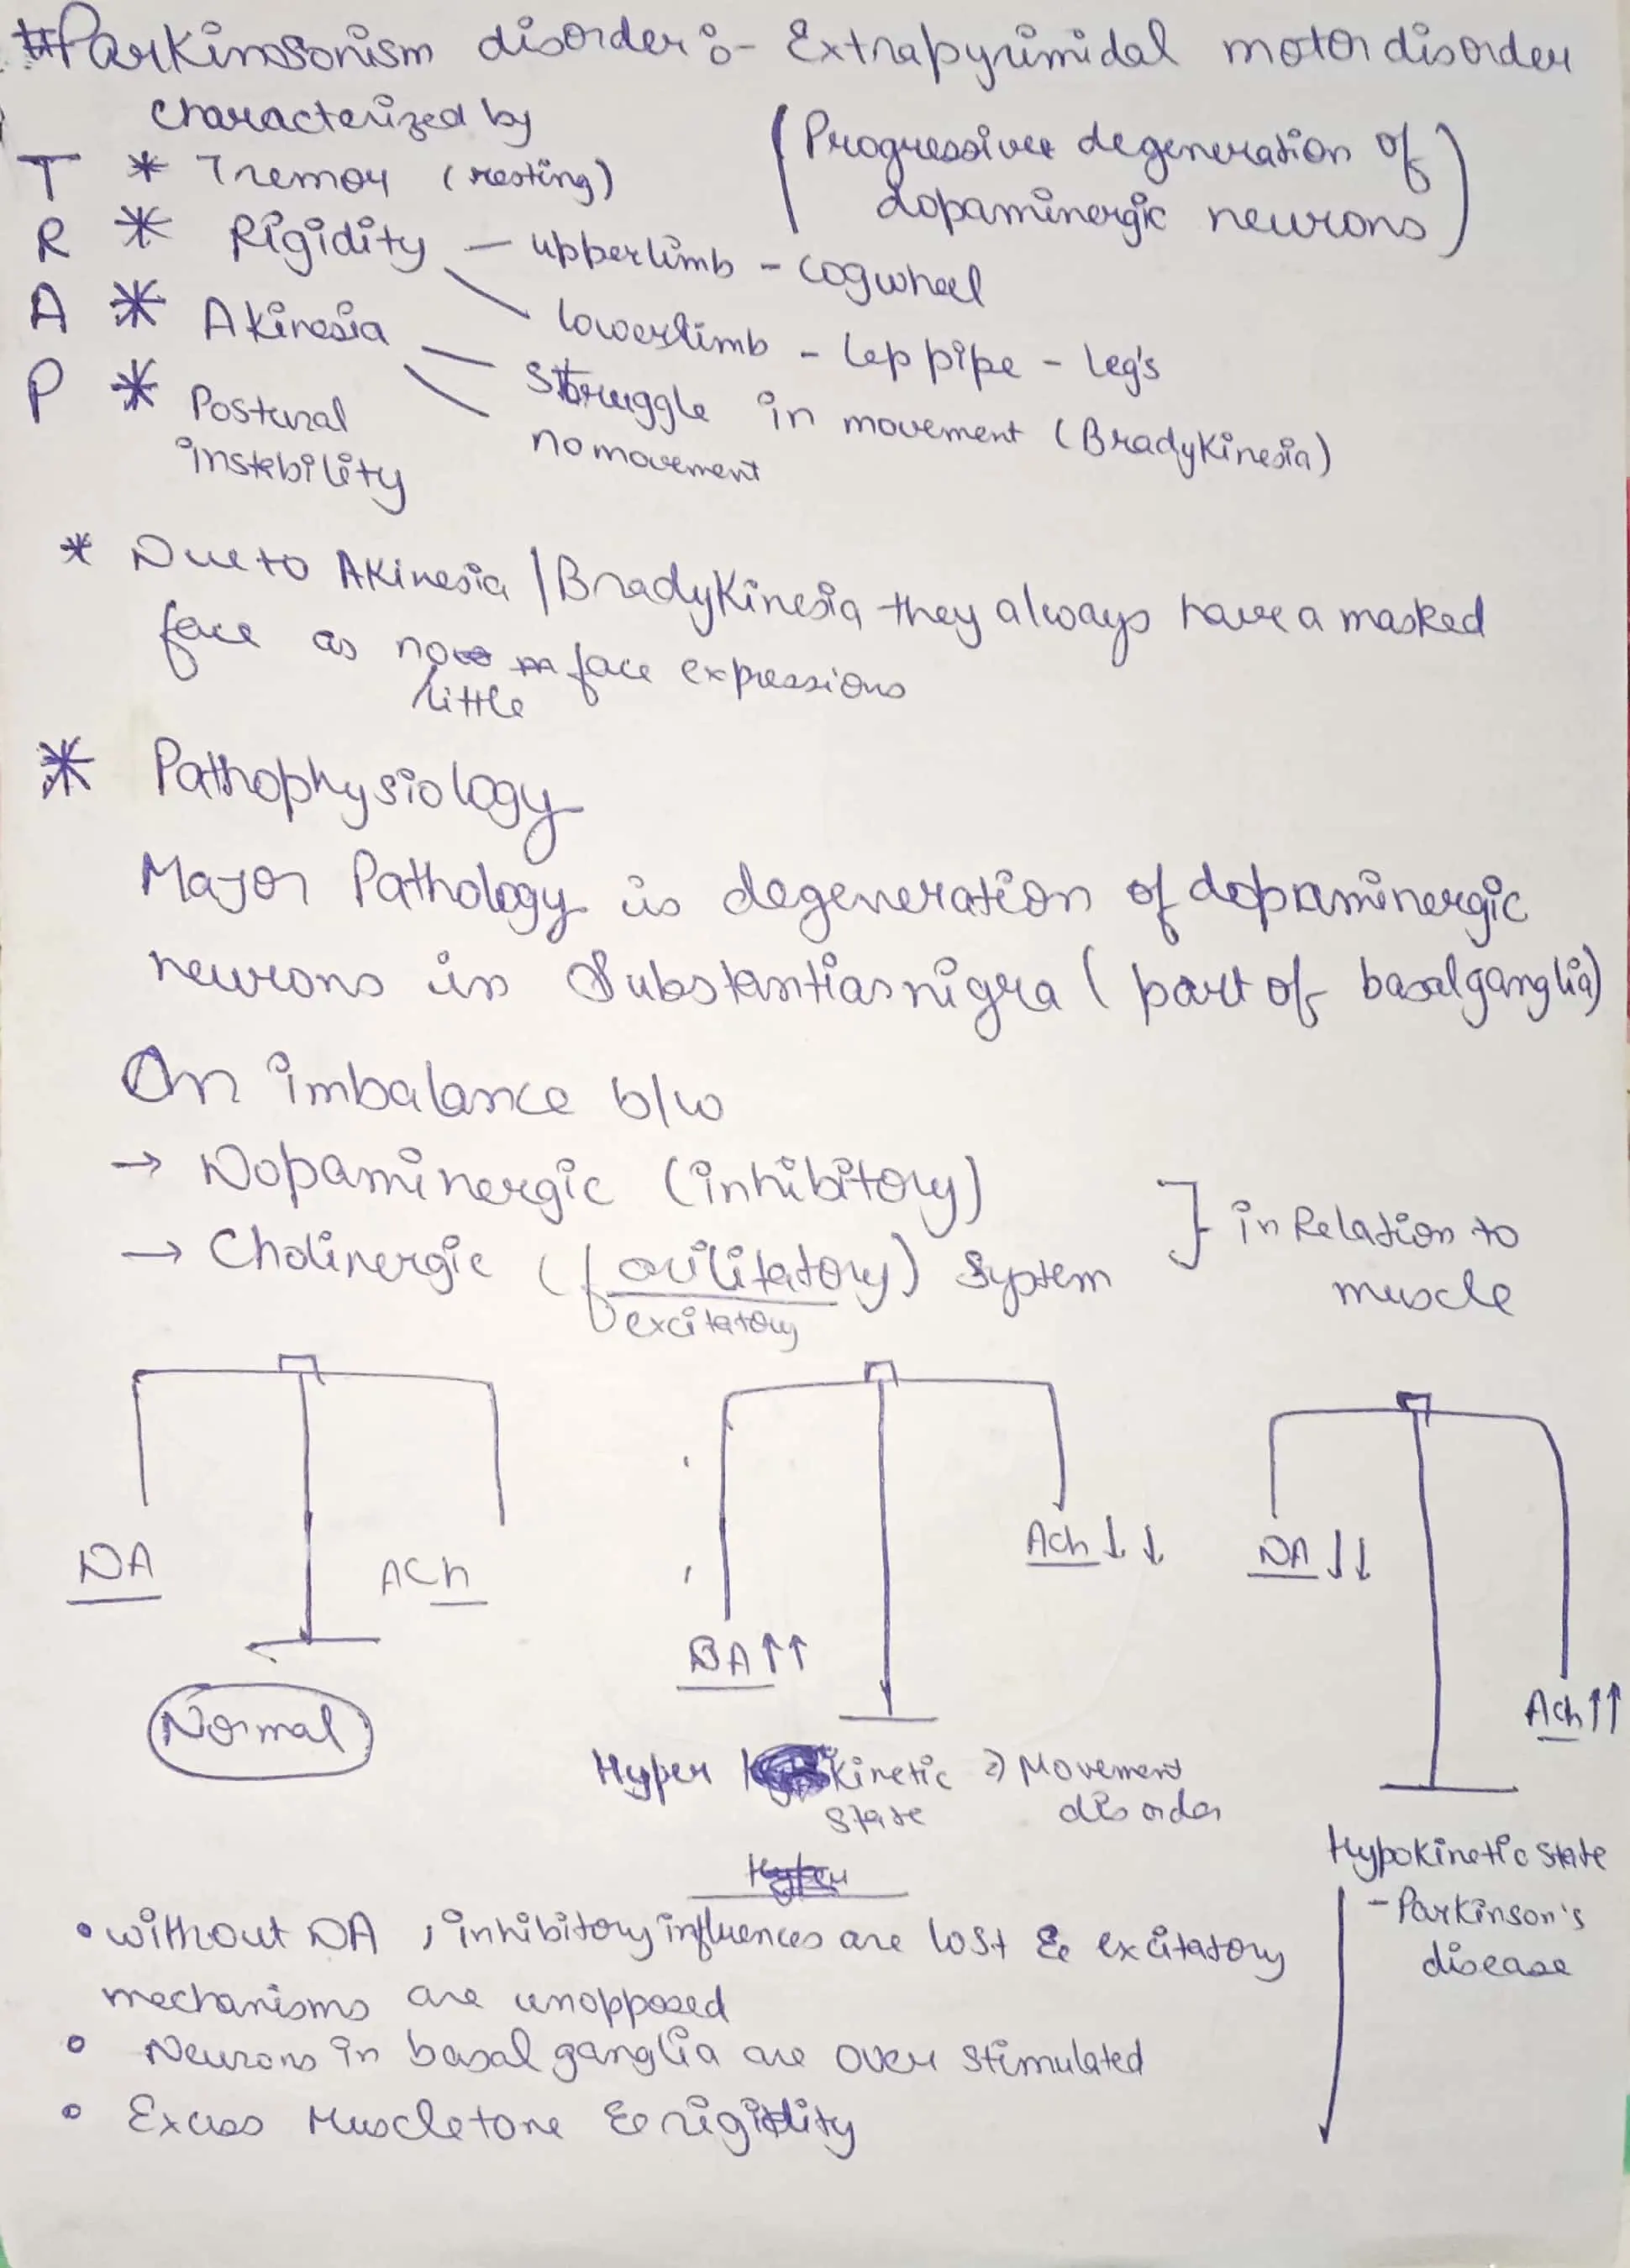 #Parkinsonism disorder :- Extrapyrimidal motor disorder
Characterized by
(Progressive degeneration of
dopaminergic neurons)
T * Tremor (resting)
R * Rigidity - upperlimb - cogwheel
lowerlimb - lep pipe - leg's
A * Akinesia - Struggle in movement (Bradykinesia)
no movement
P * Postural
instability
* Due to Akinesia / Bradykinesia they always have a masked
face as no face expressions
little
* Pathophysiology
Major Pathology is degeneration of dopaminergic
neurons in Substantias nigra (part of basal ganglia)
An imbalance b/w
→ Dopaminergic (inhibitory)
→ Cholinergic (facilitatory) System
excitatory
} in Relation to
muscle
DA ACh
Normal
DA↑↑ Ach↓↓
Hyper kinetic => Movement
state disorder
DA↓↓ Ach↑↑
Hypokinetic state
- Parkinson's
disease
• without DA, inhibitory influences are lost & excitatory
mechanisms are unopposed
• Neurons in basal ganglia are over stimulated
• Excess Muscle tone & rigidity